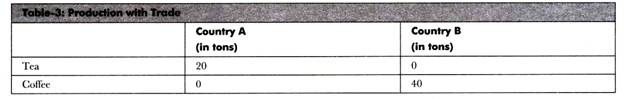 Table-3: Production with Trade
Country A Country B
(in tons) (in tons)
Tea 20 0
Coffee 0 40